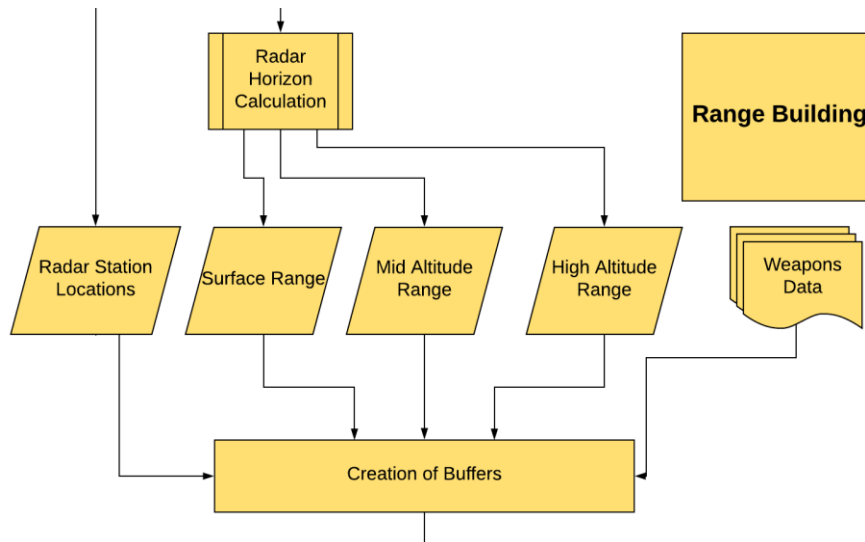 Radar
Horizon
Calculation
Range Building
Radar Station
Locations
Surface Range
Mid Altitude
Range
High Altitude
Range
Weapons
Data
Creation of Buffers